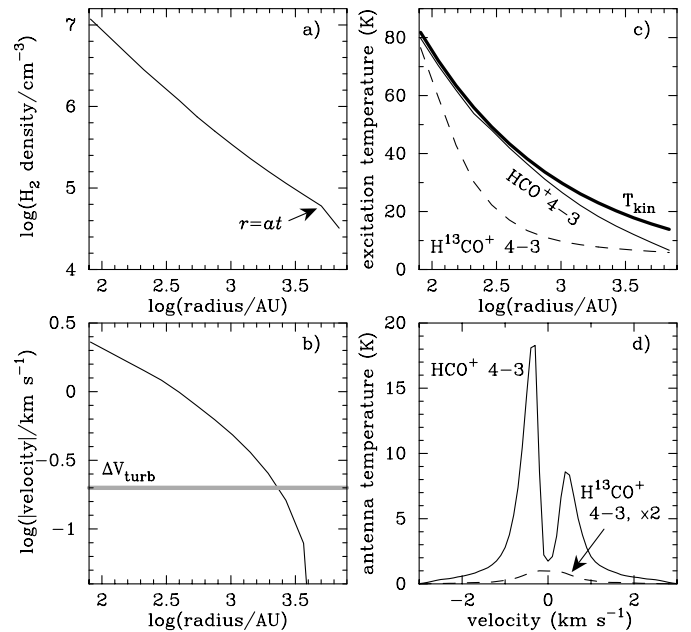 a)
log(H₂ density/cm⁻³)
7
6
5
4
r=at
2
2.5
3
3.5
log(radius/AU)
c)
excitation temperature (K)
80
60
40
20
0
HCO⁺ 4−3
T_kin
H¹³CO⁺ 4−3
2
2.5
3
3.5
log(radius/AU)
b)
log(|velocity|/km s⁻¹)
0.5
0
−0.5
−1
ΔV_turb
2
2.5
3
3.5
log(radius/AU)
d)
antenna temperature (K)
20
15
10
5
0
HCO⁺ 4−3
H¹³CO⁺
4−3, x2
−2
0
2
velocity (km s⁻¹)